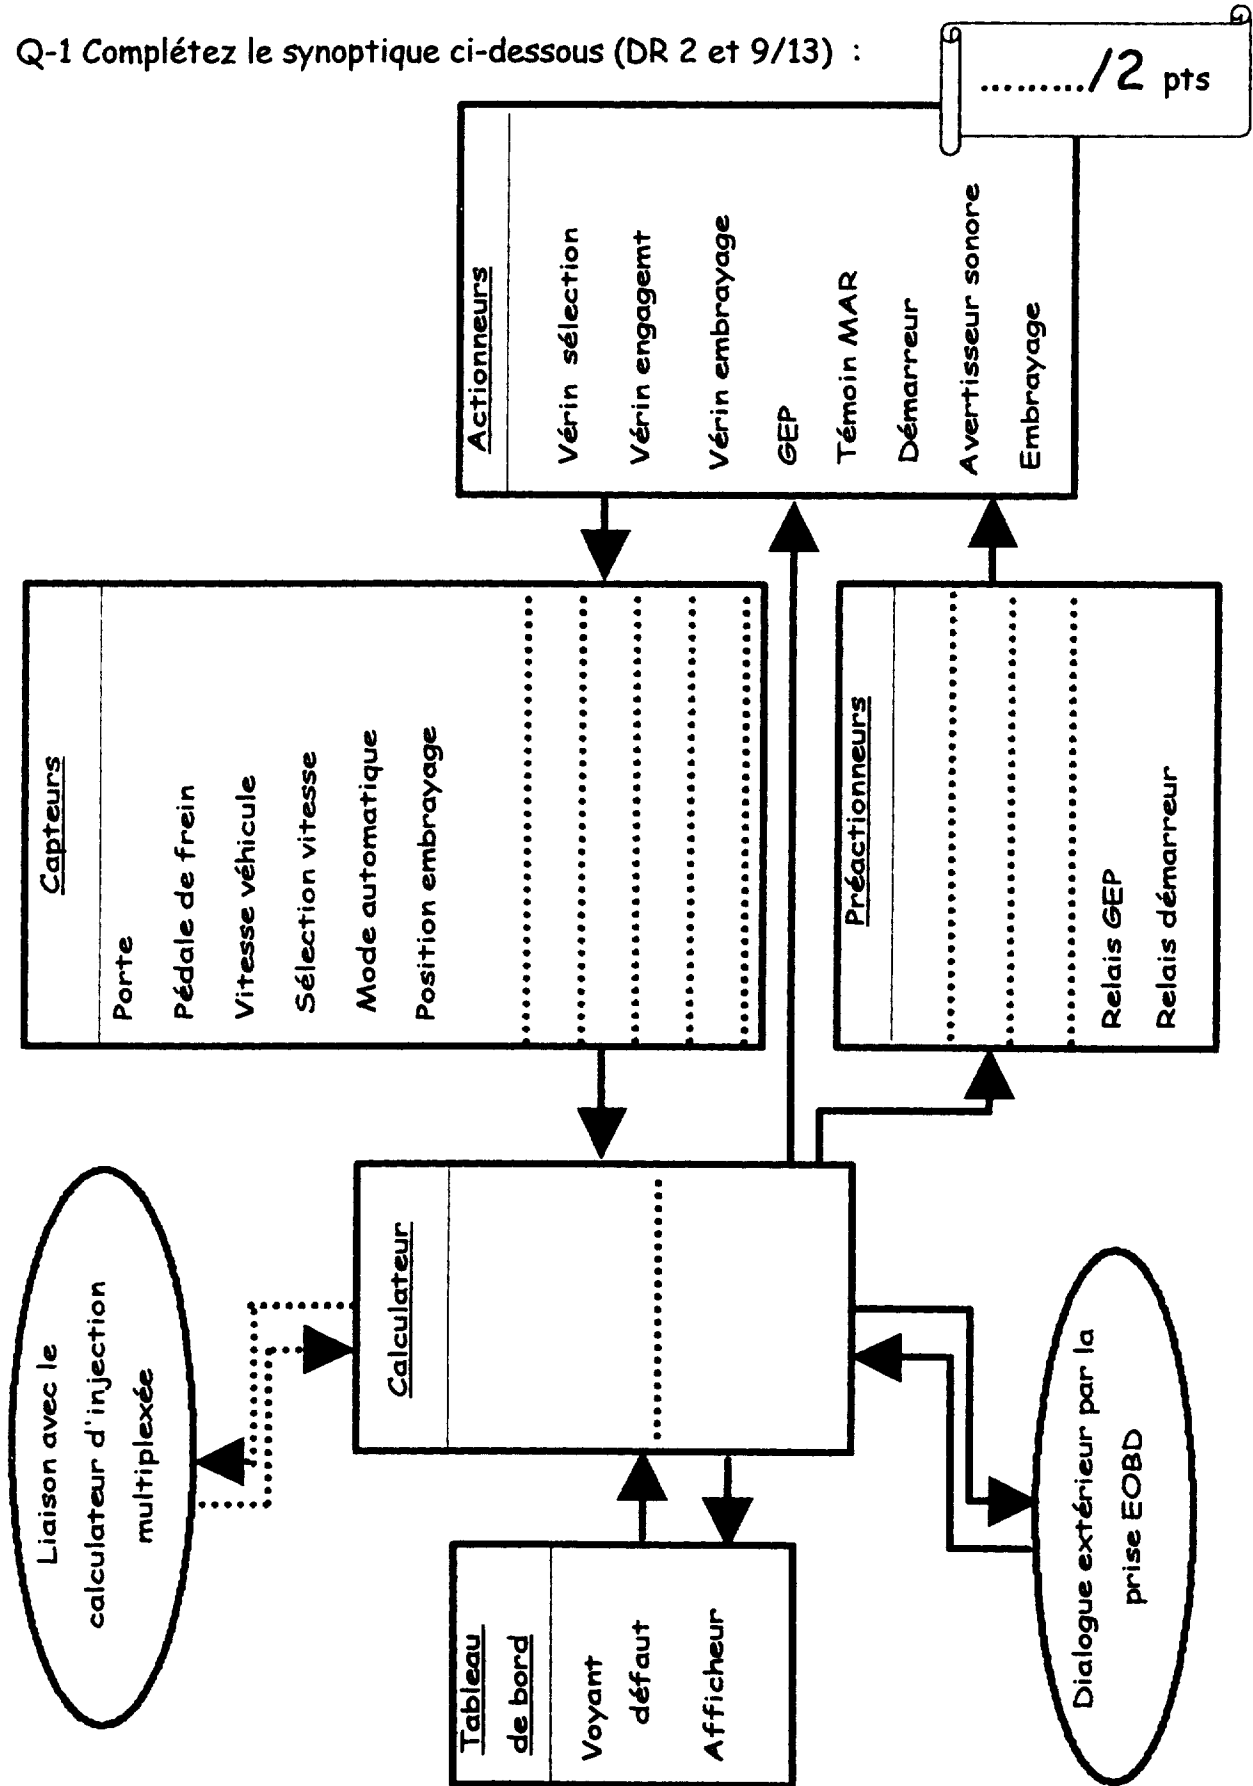 Q-1 Complétez le synoptique ci-dessous (DR 2 et 9/13) :
........./2 pts
Liaison avec le
calculateur d'injection
multiplexée
Capteurs
Porte
Pédale de frein
Vitesse véhicule
Sélection vitesse
Mode automatique
Position embrayage
Actionneurs
Vérin sélection
Vérin engagemt
Vérin embrayage
GEP
Témoin MAR
Démarreur
Avertisseur sonore
Embrayage
Calculateur
Tableau
de bord
Voyant
défaut
Afficheur
Préactionneurs
Relais GEP
Relais démarreur
Dialogue extérieur par la
prise EOBD